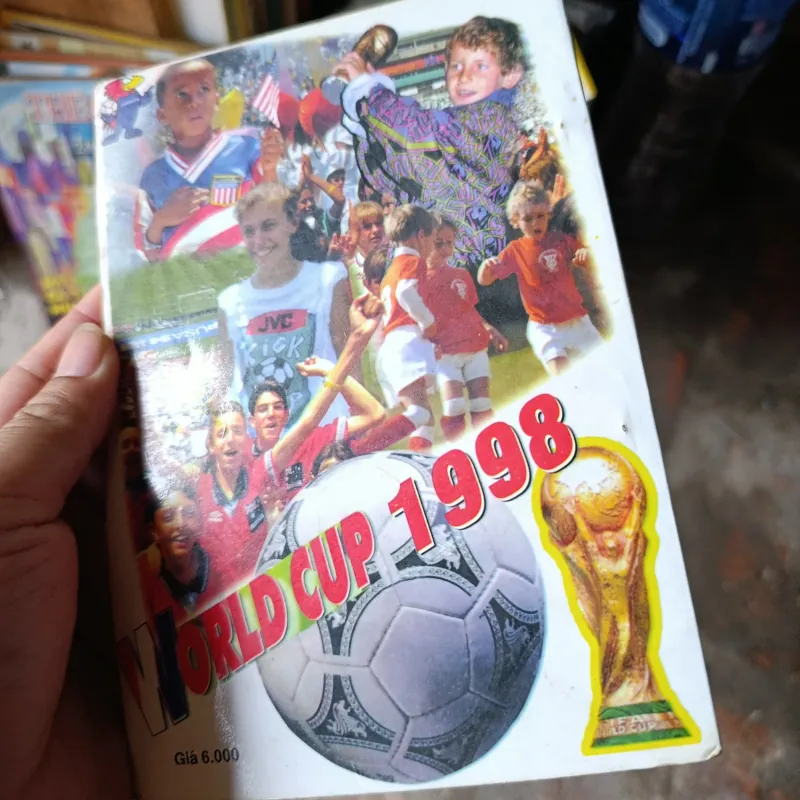 JVC
KICK
WORLD CUP 1998
Giá 6.000